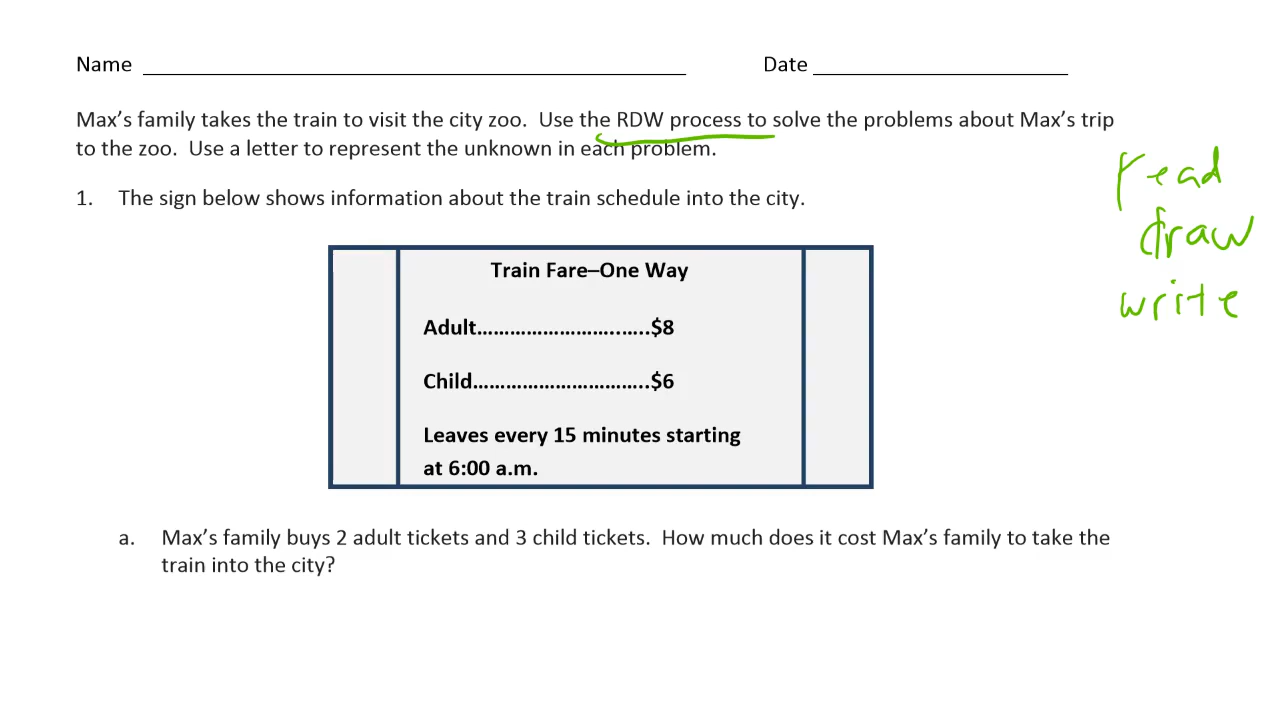 Name ____________________ Date ____________________
Max’s family takes the train to visit the city zoo.  Use the RDW process to solve the problems about Max’s trip
to the zoo.  Use a letter to represent the unknown in each problem.
read
draw
write
1. The sign below shows information about the train schedule into the city.
Train Fare–One Way
Adult……………………..…..$8
Child…………………………..$6
Leaves every 15 minutes starting
at 6:00 a.m.
a. Max’s family buys 2 adult tickets and 3 child tickets.  How much does it cost Max’s family to take the
train into the city?